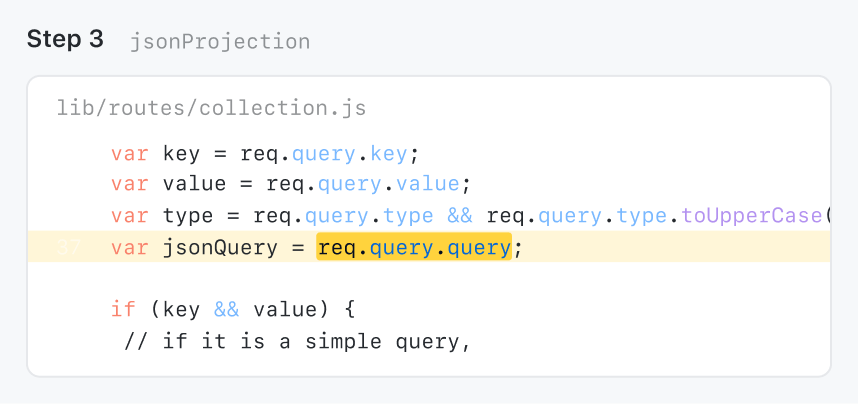 Step 3 jsonProjection
lib/routes/collection.js
var key = req.query.key;
var value = req.query.value;
var type = req.query.type && req.query.type.toUpperCase(
37 var jsonQuery = req.query.query;
if (key && value) {
// if it is a simple query,